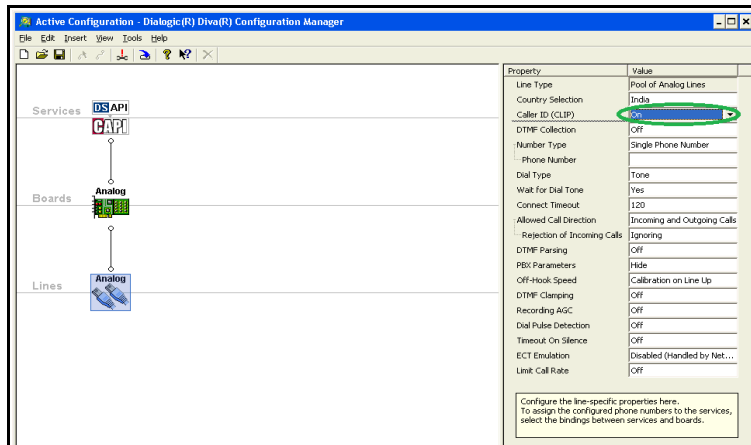 Active Configuration - Dialogic(R) Diva(R) Configuration Manager
File Edit Insert View Tools Help
Services
DSAPI
CAPI
Boards
Analog
Lines
Analog
Property Value
Line Type Pool of Analog Lines
Country Selection India
Caller ID (CLIP) On
DTMF Collection Off
Number Type Single Phone Number
Phone Number
Dial Type Tone
Wait for Dial Tone Yes
Connect Timeout 120
Allowed Call Direction Incoming and Outgoing Calls
Rejection of Incoming Calls Ignoring
DTMF Parsing Off
PBX Parameters Hide
Off-Hook Speed Calibration on Line Up
DTMF Clamping Off
Recording AGC Off
Dial Pulse Detection Off
Timeout On Silence Off
ECT Emulation Disabled (Handled by Net...
Limit Call Rate Off
Configure the line-specific properties here.
To assign the configured phone numbers to the services,
select the bindings between services and boards.